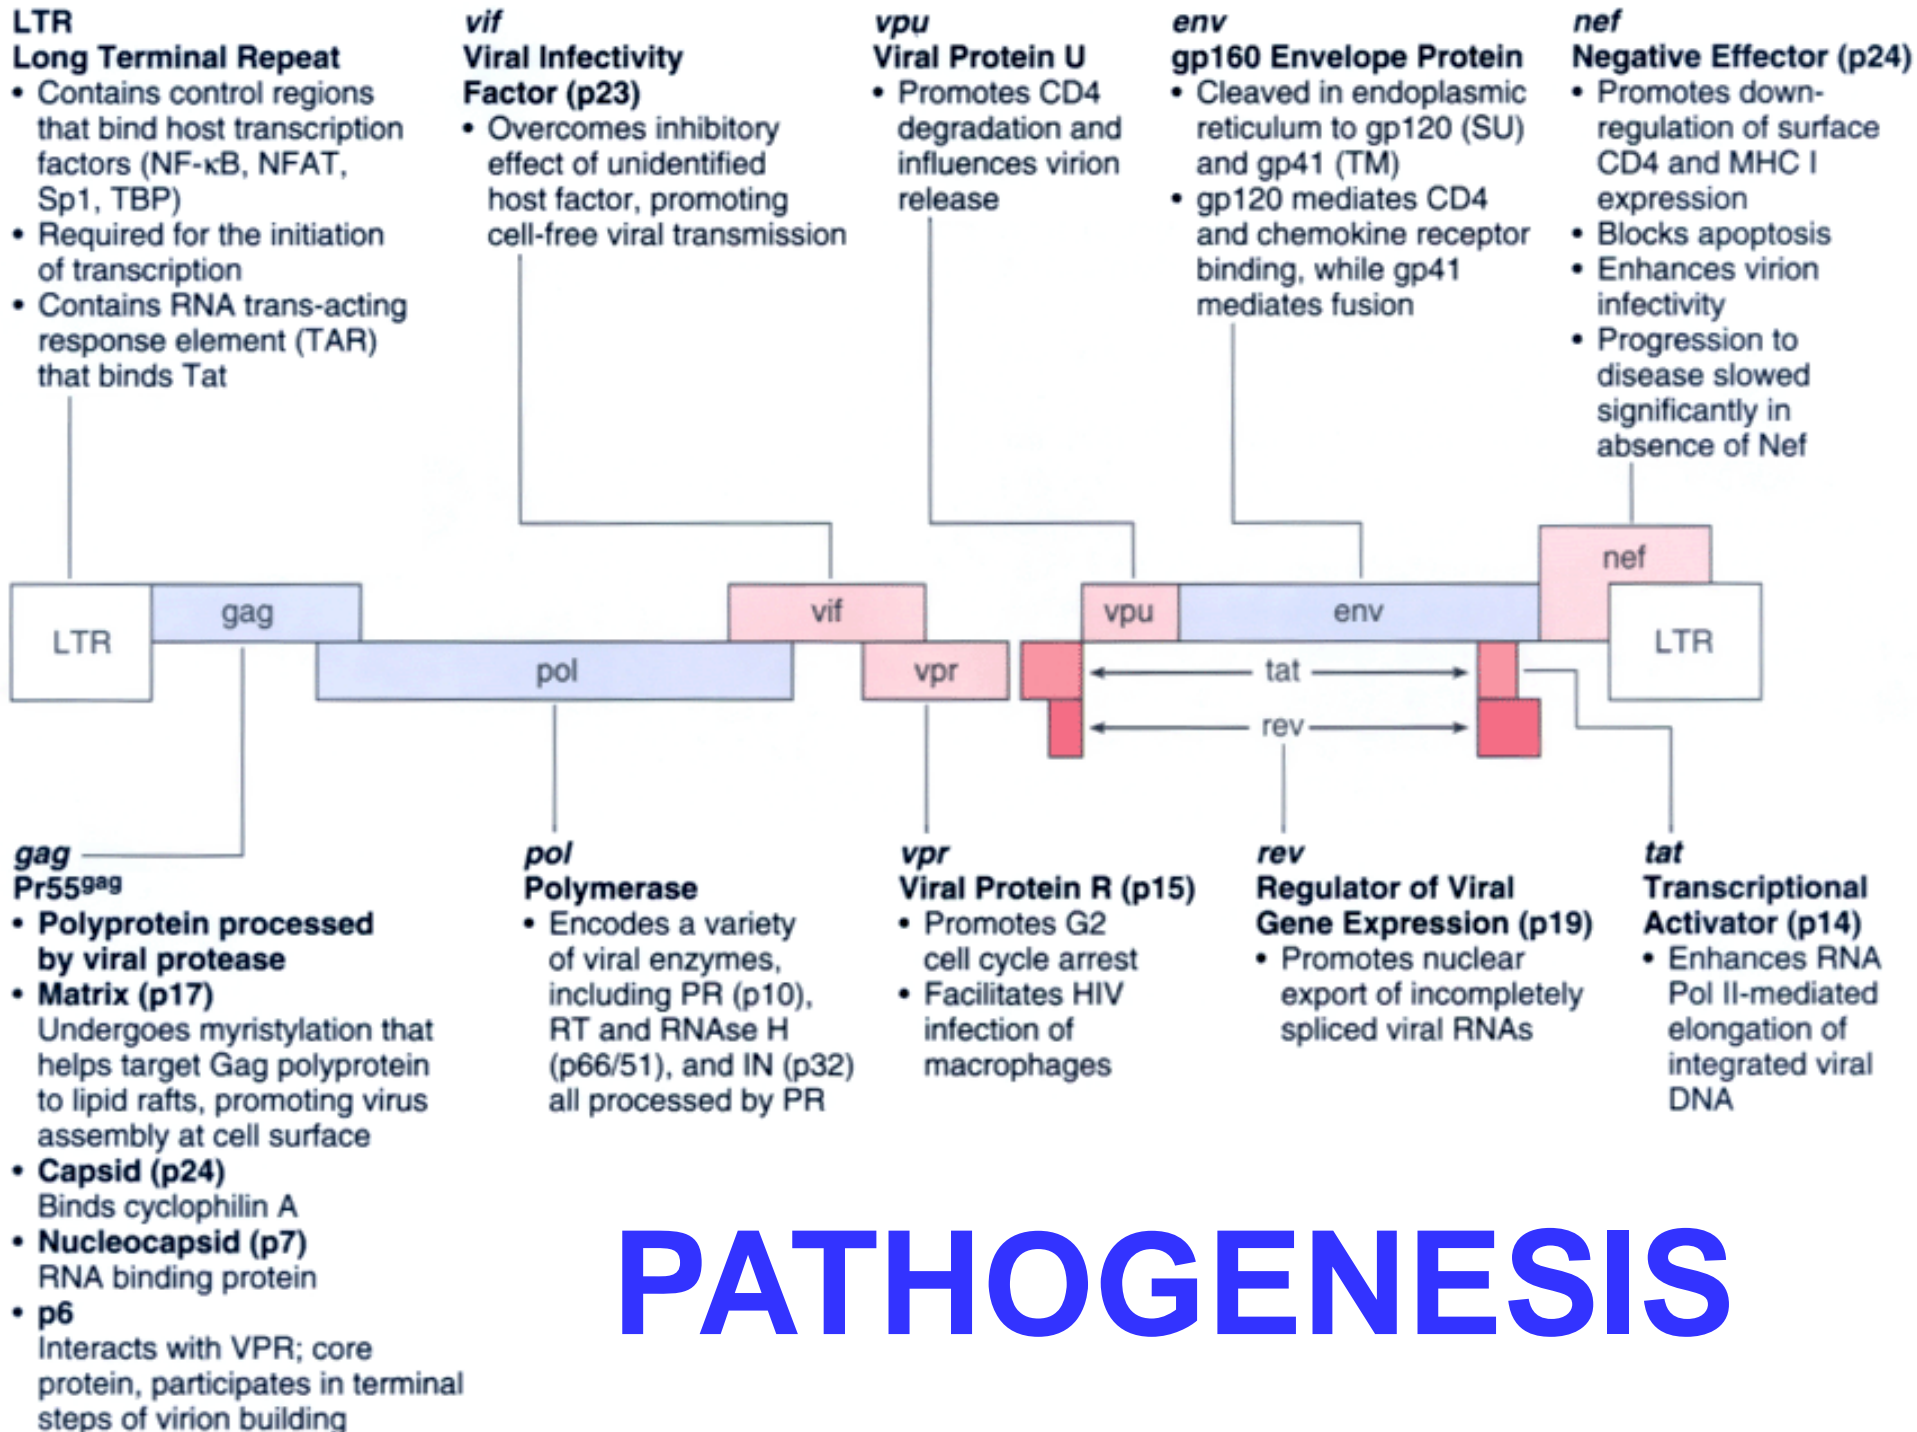 LTR
Long Terminal Repeat
• Contains control regions
that bind host transcription
factors (NF-κB, NFAT,
Sp1, TBP)
• Required for the initiation
of transcription
• Contains RNA trans-acting
response element (TAR)
that binds Tat
vif
Viral Infectivity
Factor (p23)
• Overcomes inhibitory
effect of unidentified
host factor, promoting
cell-free viral transmission
vpu
Viral Protein U
• Promotes CD4
degradation and
influences virion
release
env
gp160 Envelope Protein
• Cleaved in endoplasmic
reticulum to gp120 (SU)
and gp41 (TM)
• gp120 mediates CD4
and chemokine receptor
binding, while gp41
mediates fusion
nef
Negative Effector (p24)
• Promotes down-
regulation of surface
CD4 and MHC I
expression
• Blocks apoptosis
• Enhances virion
infectivity
• Progression to
disease slowed
significantly in
absence of Nef
LTR
gag
pol
vif
vpr
vpu
env
tat
rev
nef
LTR
gag
Pr55gag
• Polyprotein processed
by viral protease
• Matrix (p17)
Undergoes myristylation that
helps target Gag polyprotein
to lipid rafts, promoting virus
assembly at cell surface
• Capsid (p24)
Binds cyclophilin A
• Nucleocapsid (p7)
RNA binding protein
• p6
Interacts with VPR; core
protein, participates in terminal
steps of virion building
pol
Polymerase
• Encodes a variety
of viral enzymes,
including PR (p10),
RT and RNAse H
(p66/51), and IN (p32)
all processed by PR
vpr
Viral Protein R (p15)
• Promotes G2
cell cycle arrest
• Facilitates HIV
infection of
macrophages
rev
Regulator of Viral
Gene Expression (p19)
• Promotes nuclear
export of incompletely
spliced viral RNAs
tat
Transcriptional
Activator (p14)
• Enhances RNA
Pol II-mediated
elongation of
integrated viral
DNA
PATHOGENESIS